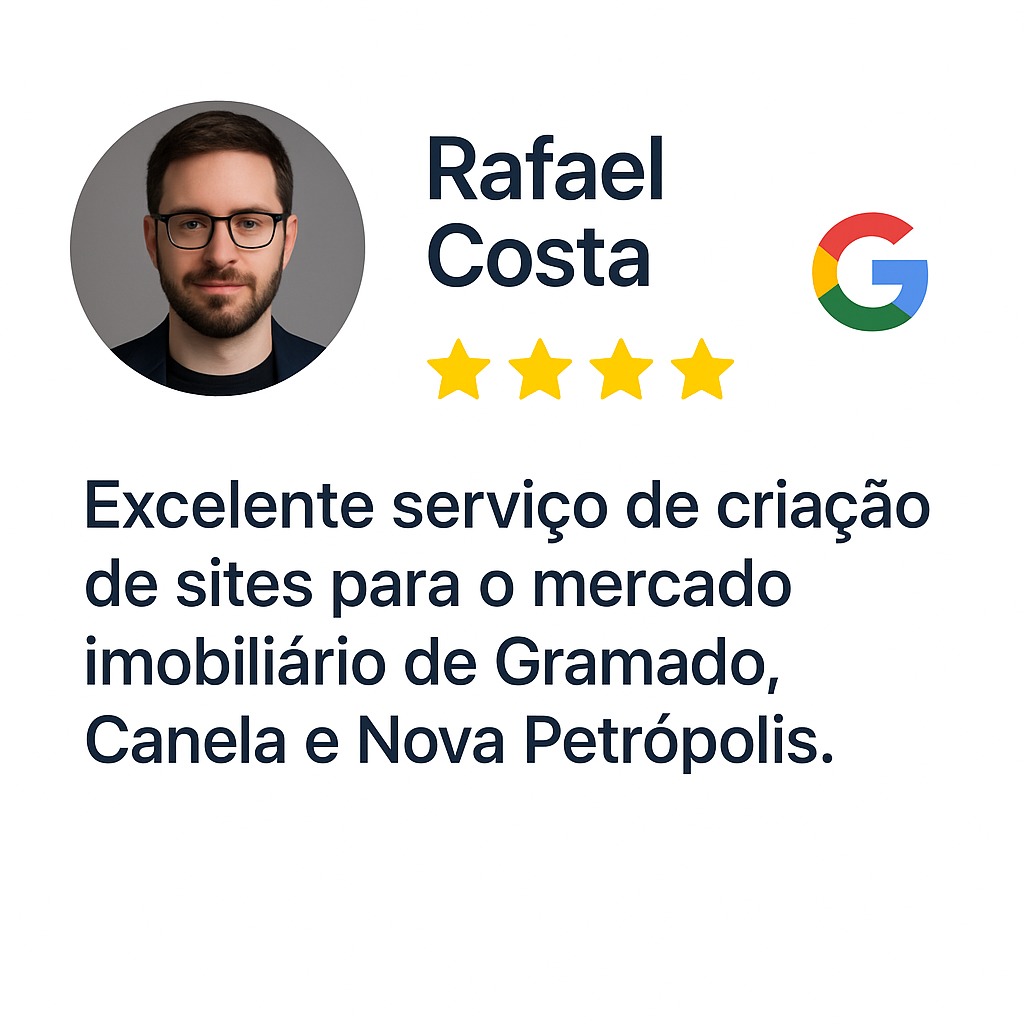 Rafael
Costa
Excelente serviço de criação
de sites para o mercado
imobiliário de Gramado,
Canela e Nova Petrópolis.